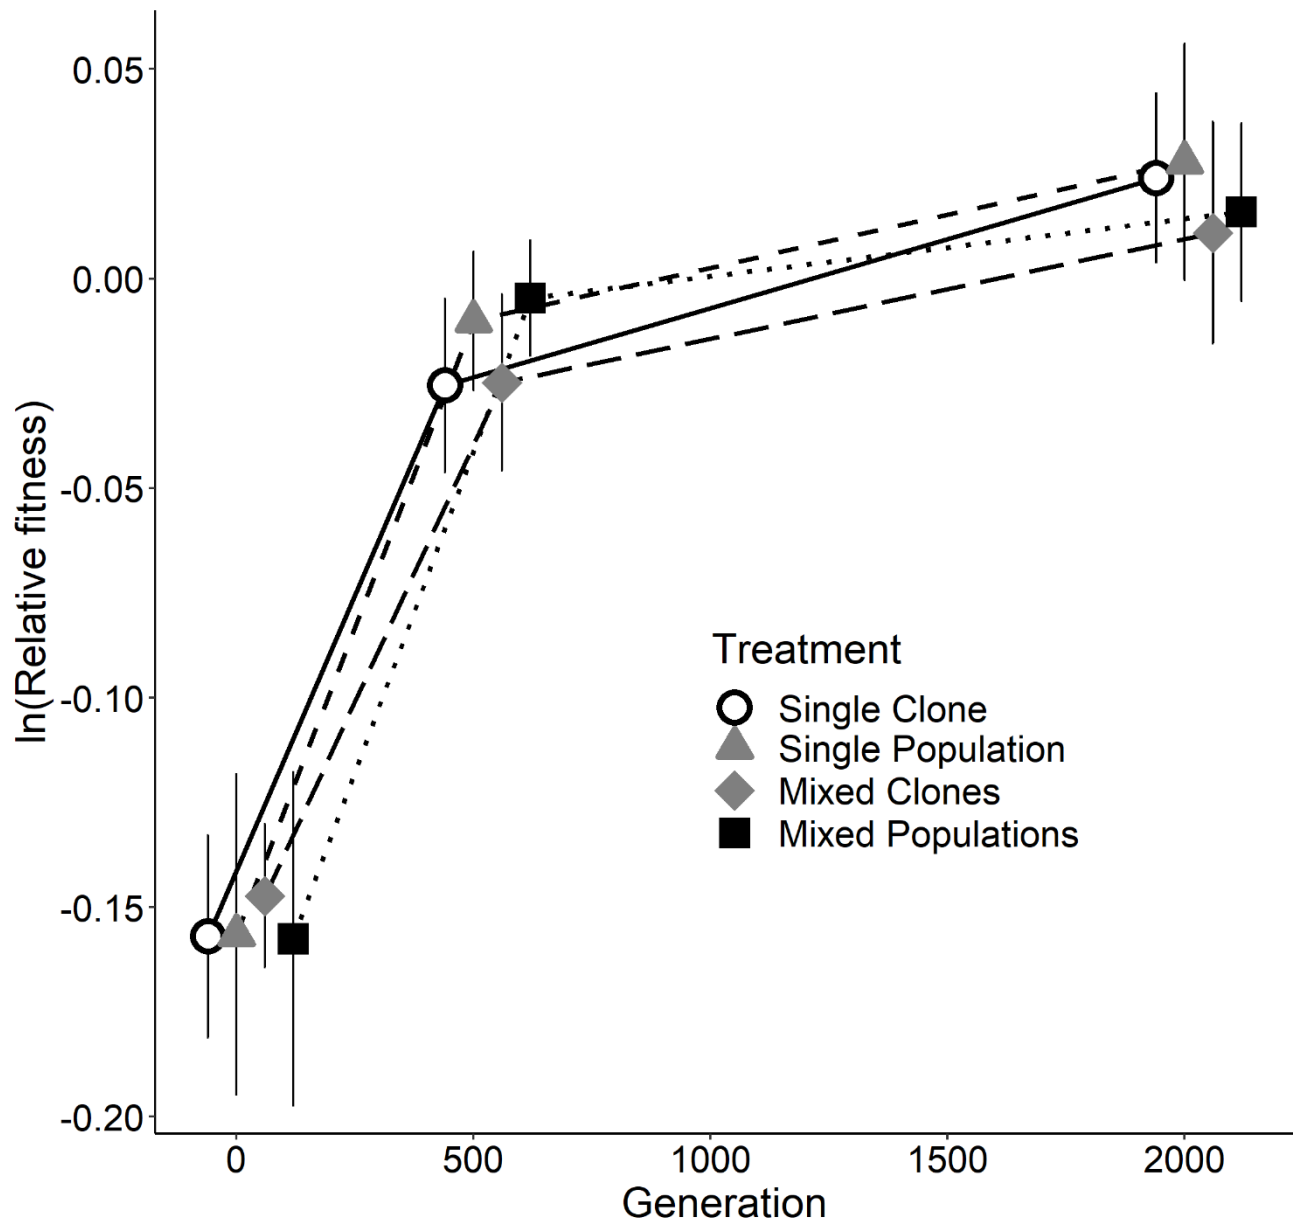 ln(Relative fitness)
0.05
0.00
-0.05
-0.10
-0.15
-0.20
Treatment
Single Clone
Single Population
Mixed Clones
Mixed Populations
0 500 1000 1500 2000
Generation